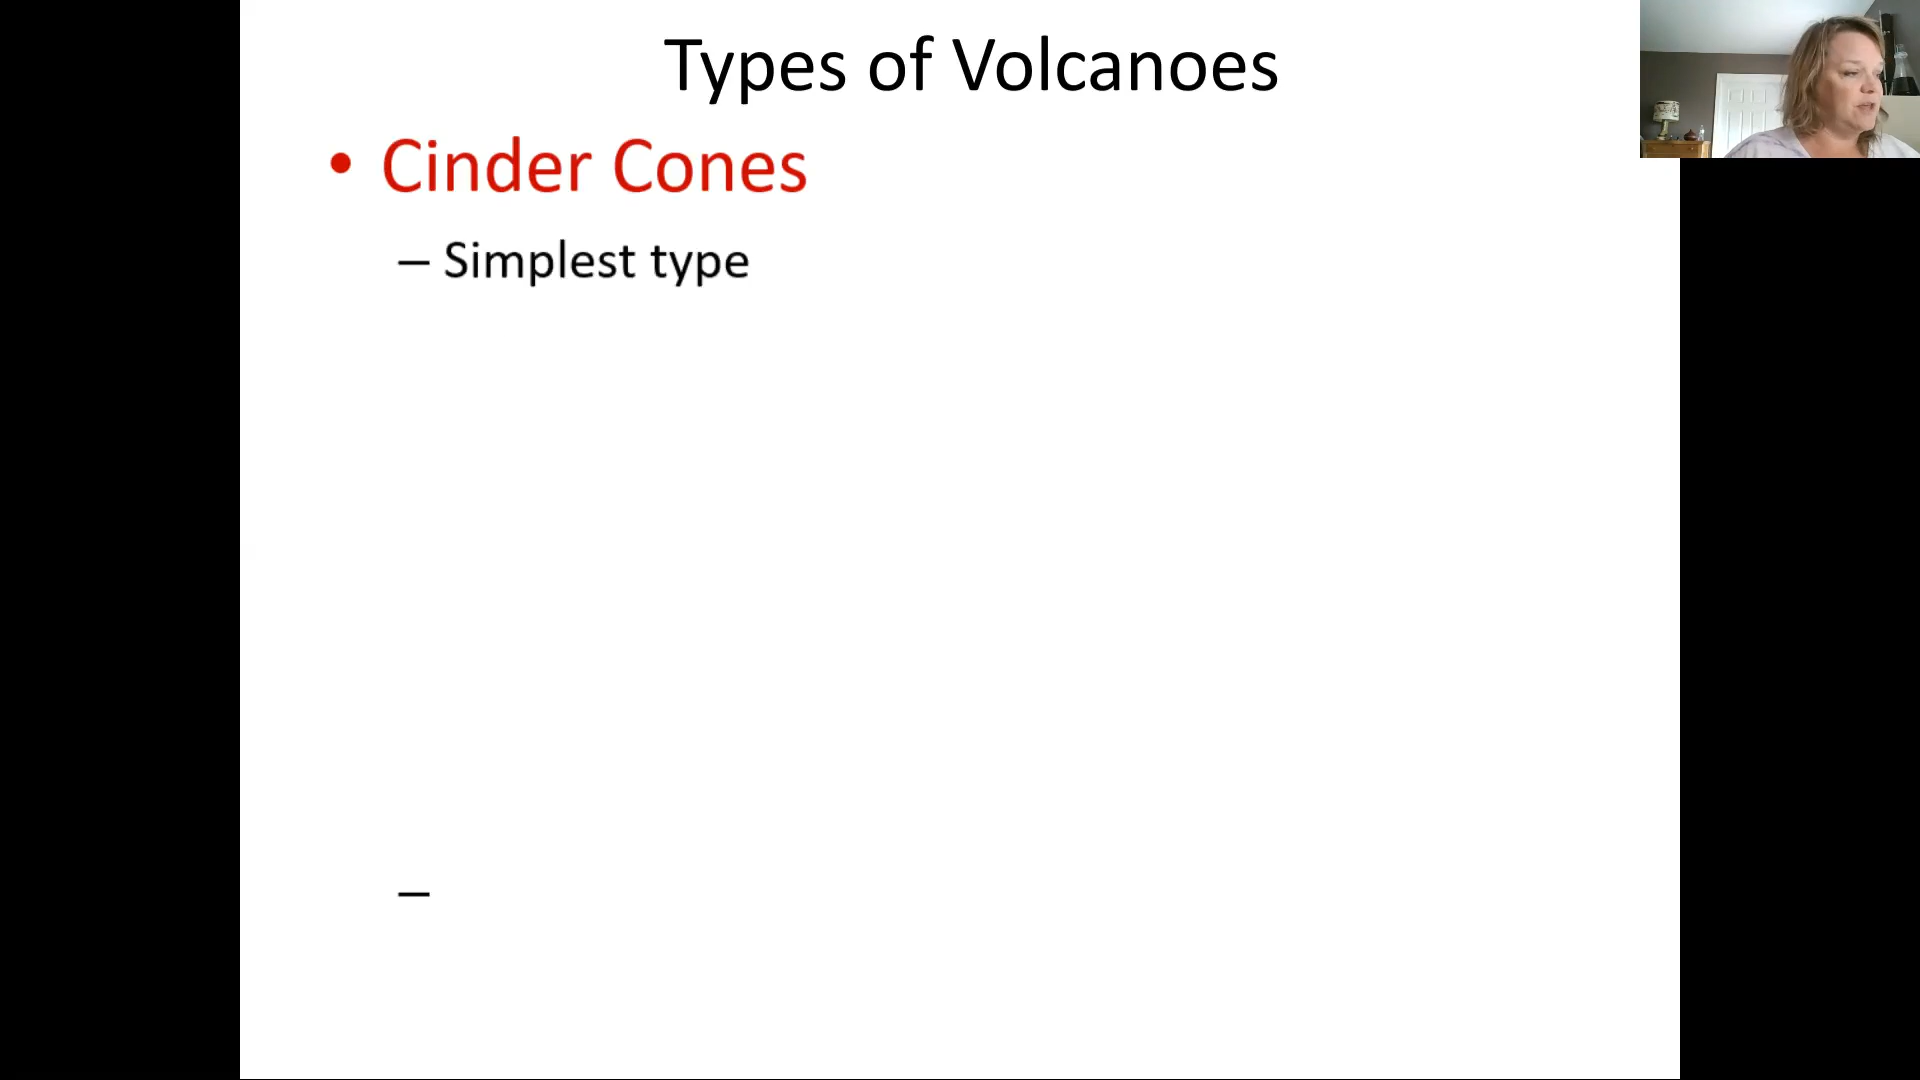 Types of Volcanoes
• Cinder Cones
– Simplest type
–